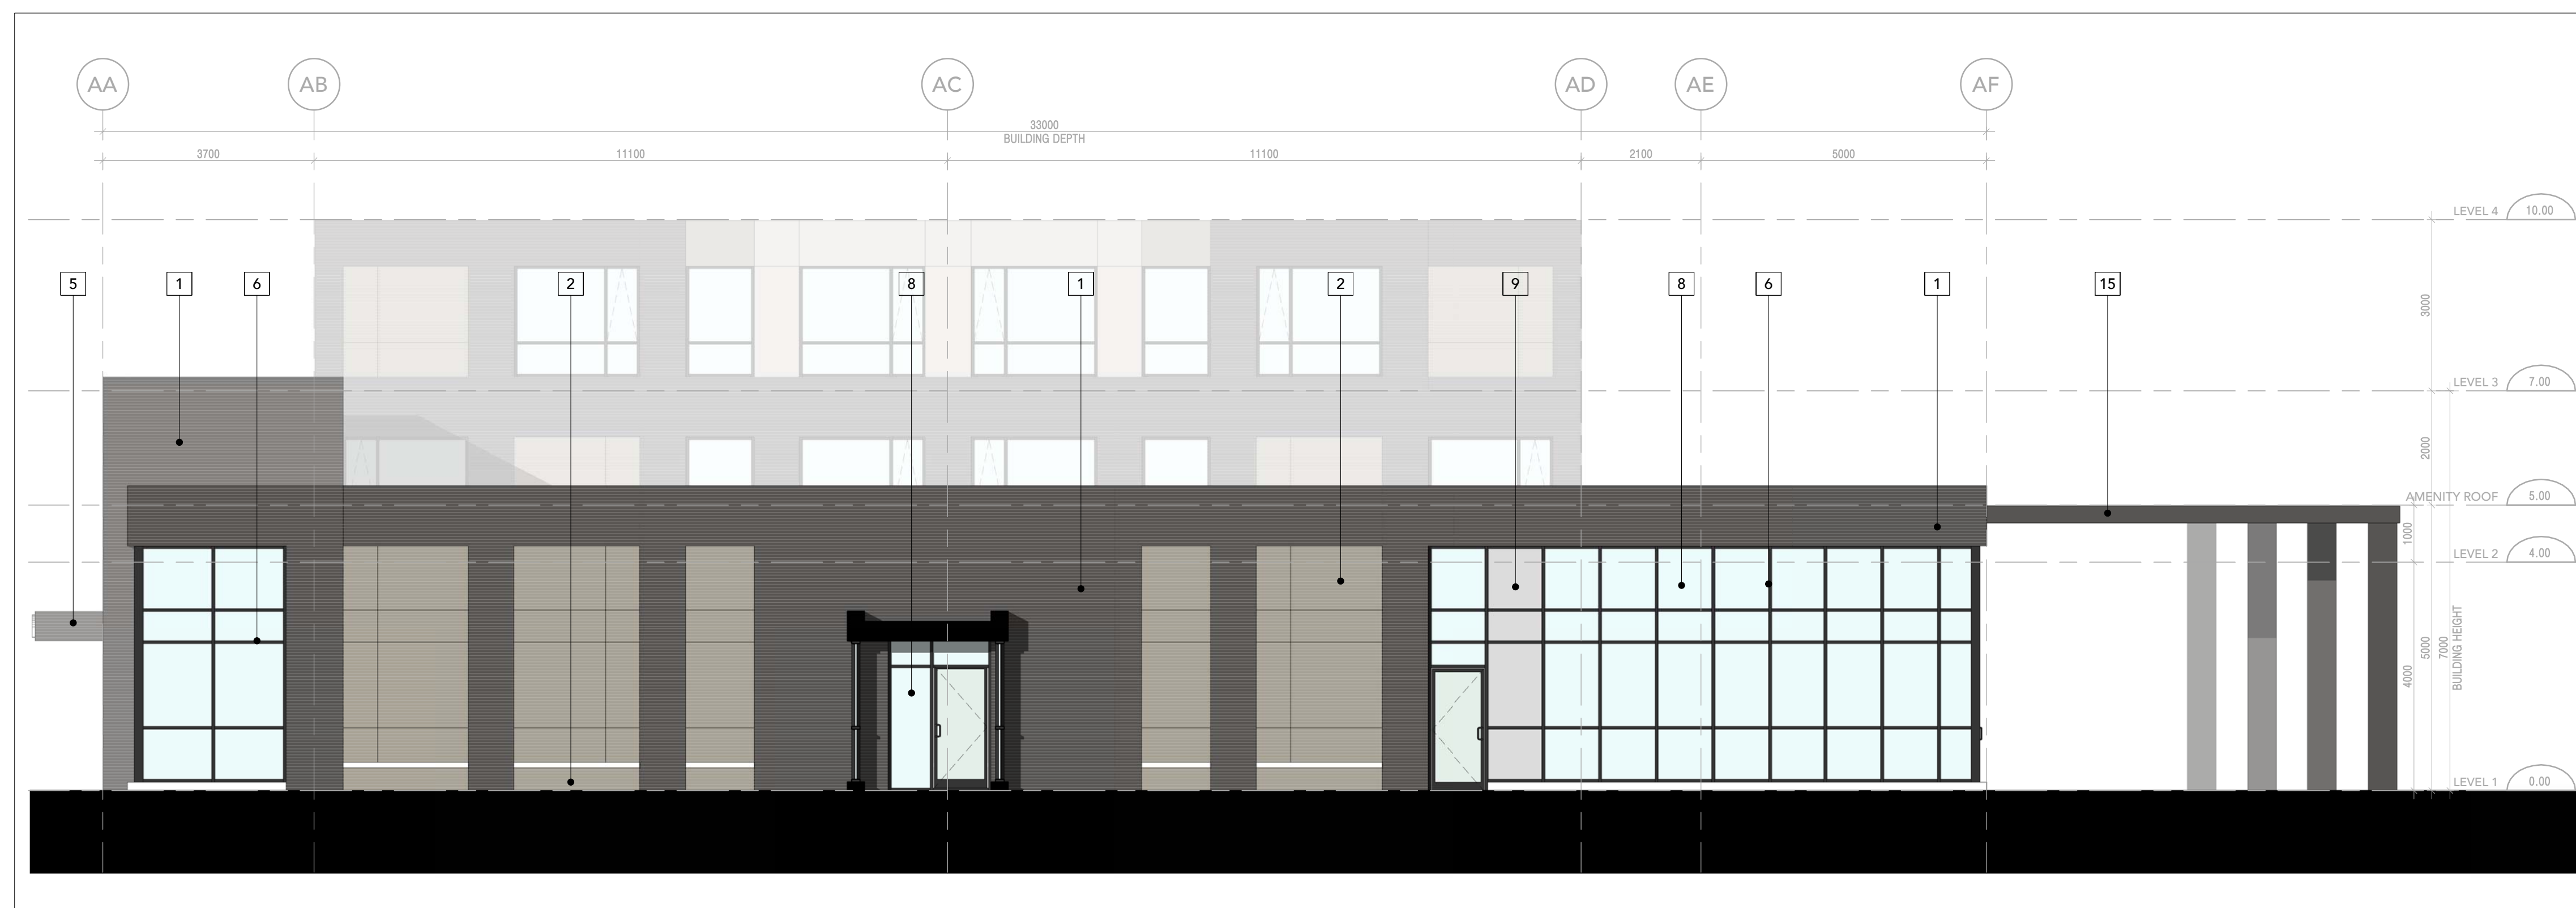 AA AB AC AD AE AF
33000
BUILDING DEPTH
3700 11100 11100 2100 5000
LEVEL 4 10.00
5 1 6 2 8 1 2 9 8 6 1 15
3000
LEVEL 3 7.00
2000
AMENITY ROOF 5.00
1000
LEVEL 2 4.00
4000
5000
7000
BUILDING HEIGHT
LEVEL 1 0.00